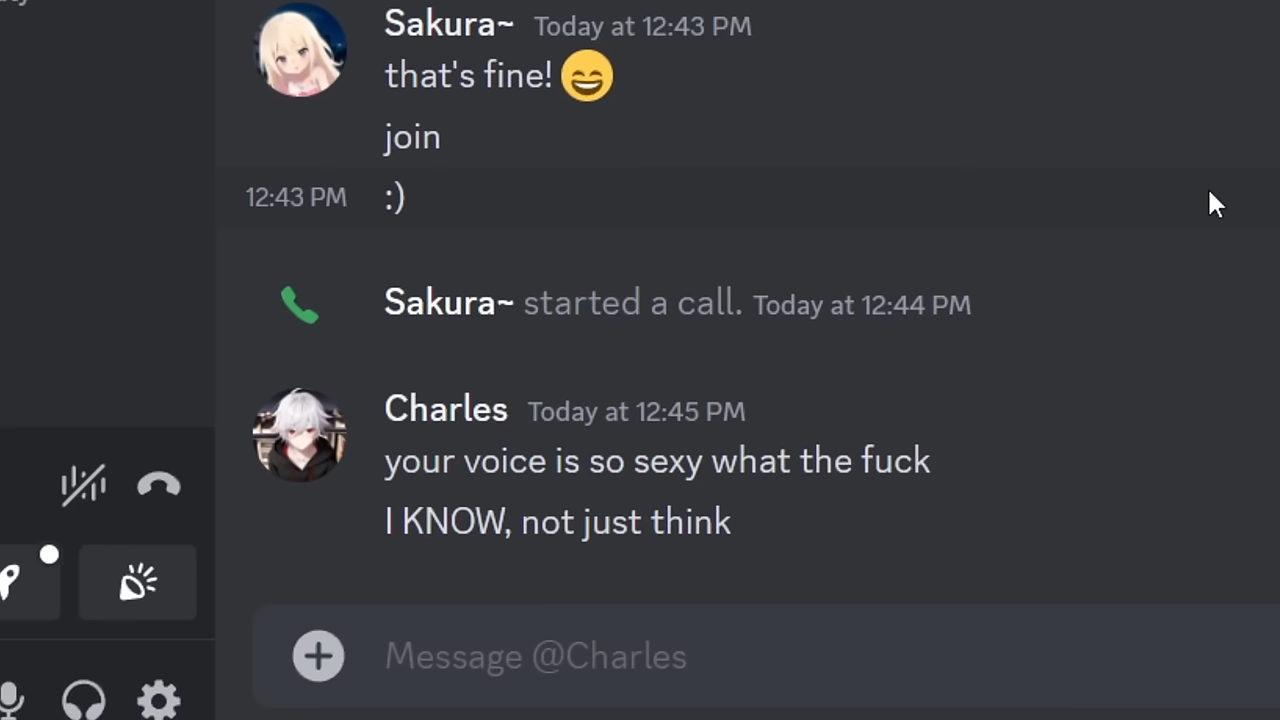 Sakura~ Today at 12:43 PM
that's fine! 😄
join
12:43 PM :)
Sakura~ started a call. Today at 12:44 PM
Charles Today at 12:45 PM
your voice is so sexy what the fuck
I KNOW, not just think
Message @Charles